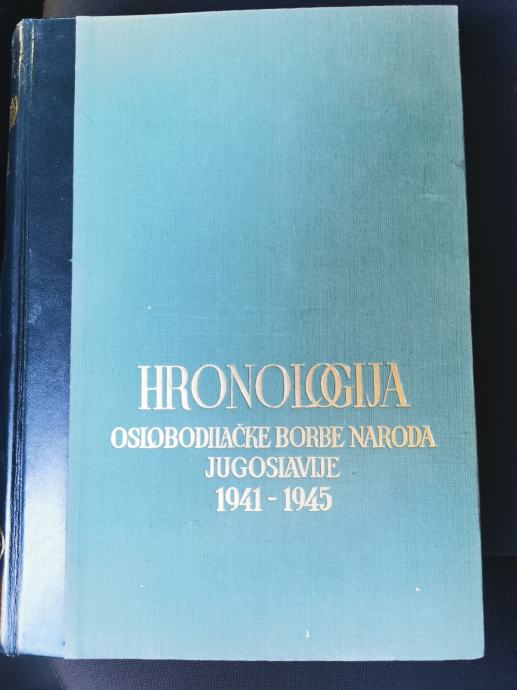 HRONOLOGIJA
OSLOBODILAČKE BORBE NARODA
JUGOSLAVIJE
1941 - 1945